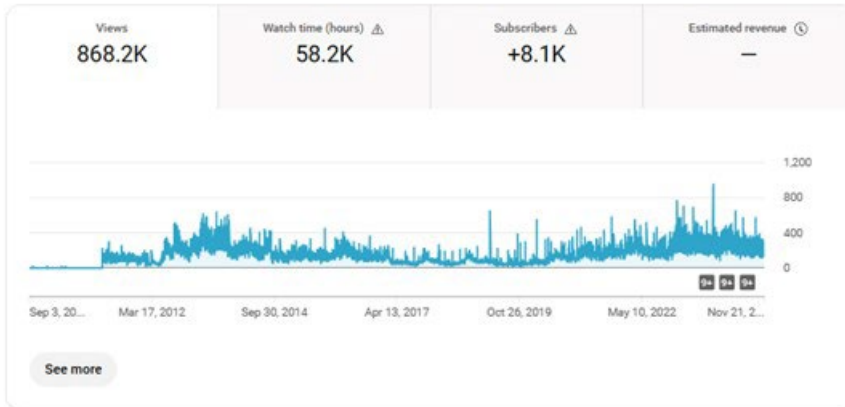 Views
868.2K
Watch time (hours)
58.2K
Subscribers
+8.1K
Estimated revenue
—
1,200
800
400
0
9+ 9+ 9+
Sep 3, 20... Mar 17, 2012 Sep 30, 2014 Apr 13, 2017 Oct 26, 2019 May 10, 2022 Nov 21, 2...
See more